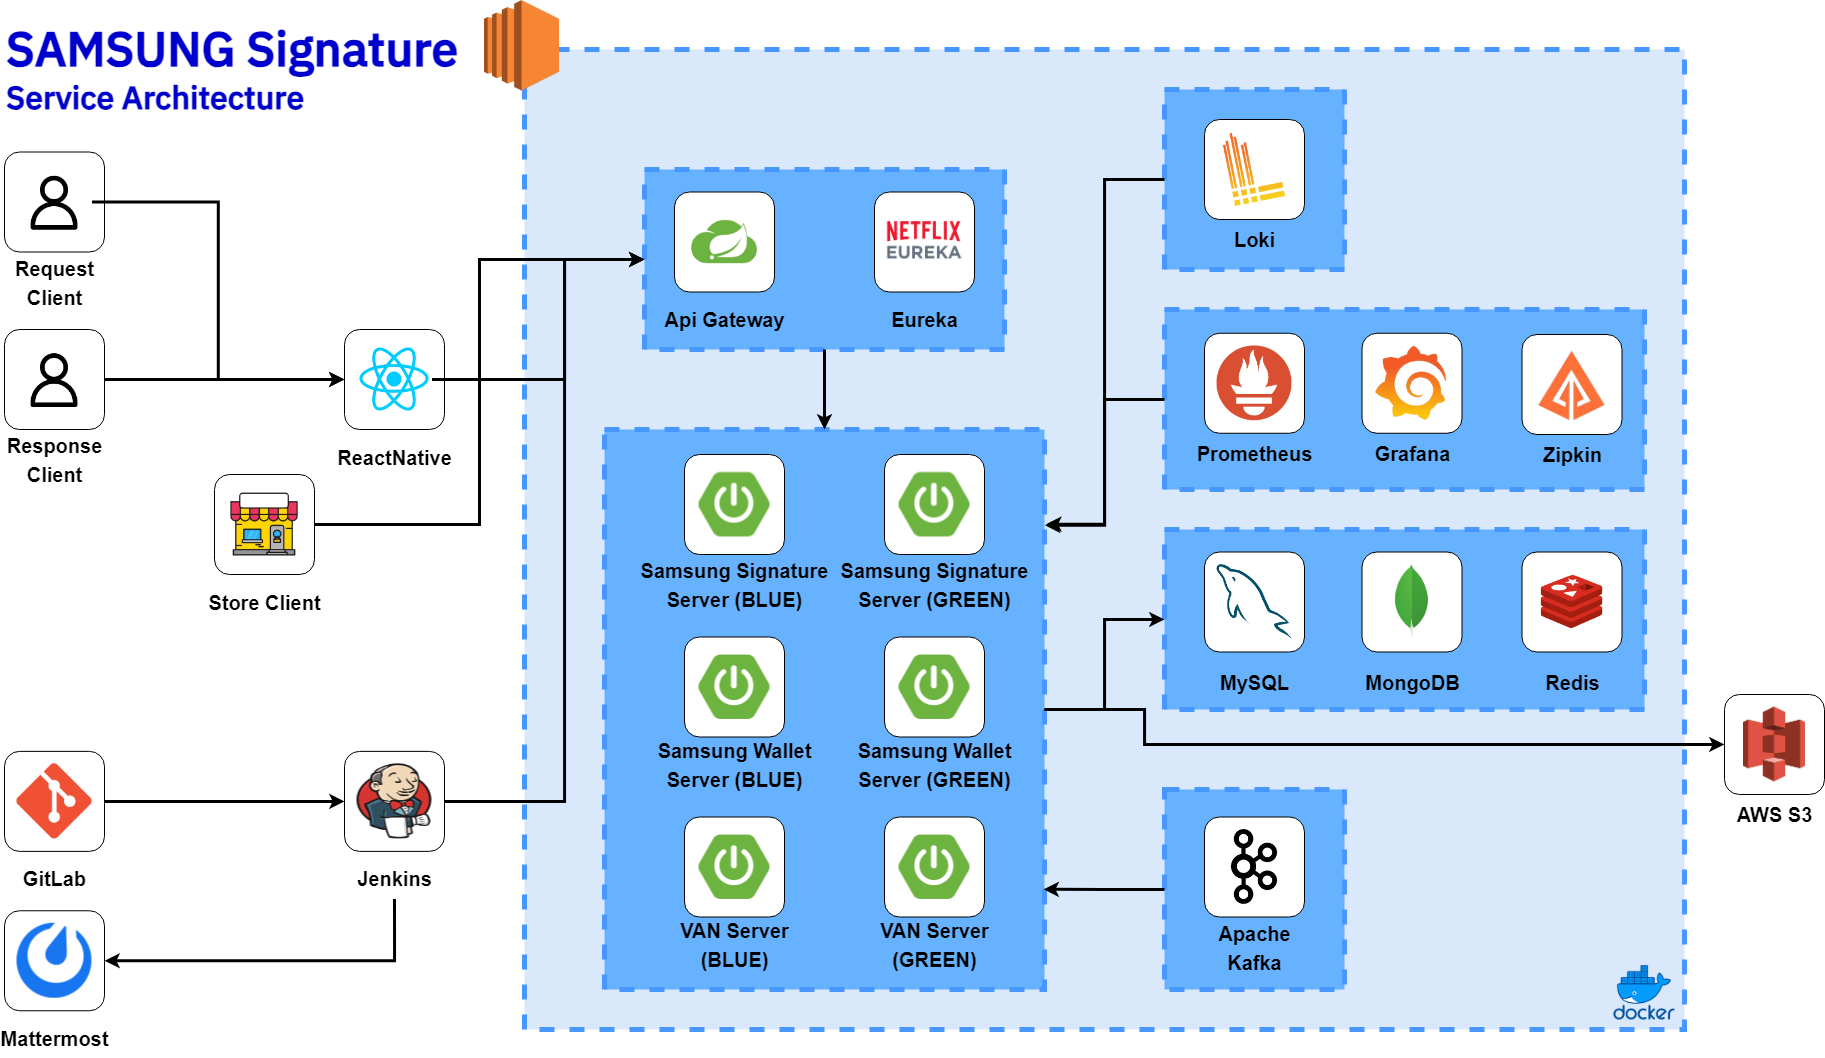 SAMSUNG Signature
Service Architecture
Request
Client
Response
Client
ReactNative
Store Client
GitLab
Jenkins
Mattermost
Api Gateway
NETFLIX
EUREKA
Eureka
Samsung Signature
Server (BLUE)
Samsung Signature
Server (GREEN)
Samsung Wallet
Server (BLUE)
Samsung Wallet
Server (GREEN)
VAN Server
(BLUE)
VAN Server
(GREEN)
Loki
Prometheus
Grafana
Zipkin
MySQL
MongoDB
Redis
AWS S3
Apache
Kafka
docker